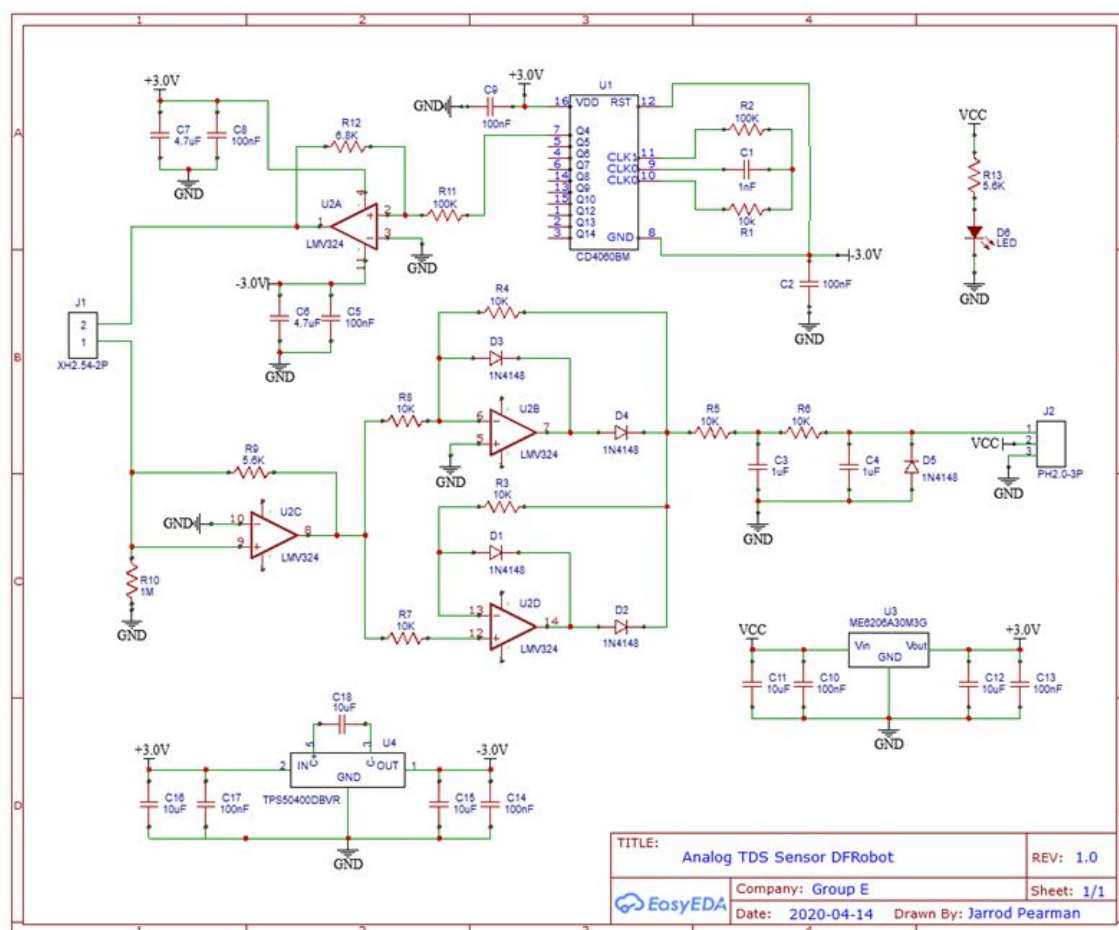 1
2
3
4
A
B
C
D
+3.0V
C7
4.7uF
C8
100nF
GND
R12
6.8K
4
U2A
1
2
3
LMV324
11
R11
100K
GND
-3.0V
C6
4.7uF
C5
100nF
GND
GND
C9
100nF
+3.0V
U1
16 VDD RST 12
7 Q4
5 Q5
4 Q6
6 Q7
14 Q8
13 Q9
15 Q10
1 Q12
2 Q13
3 Q14
CLK1 11
CLK0 9
CLK0 10
GND 8
CD4060BM
R2
100K
C1
1nF
10k
R1
-3.0V
C2
100nF
GND
VCC
R13
5.6K
D6
LED
GND
J1
2
1
XH2.54-2P
R4
10K
D3
1N4148
R8
10K
6
5
U2B
7
LMV324
GND
D4
1N4148
R5
10K
R6
10K
C3
1uF
C4
1uF
D5
1N4148
GND
J2
1
2
3
VCC
GND
PH2.0-3P
R9
5.6K
GND
10
9
U2C
8
LMV324
R10
1M
GND
R3
10K
D1
1N4148
R7
10K
13
12
U2D
14
LMV324
D2
1N4148
U3
ME6206A30M3G
VCC
Vin Vout
GND
+3.0V
C11
10uF
C10
100nF
C12
10uF
C13
100nF
GND
C18
10uF
5
3
U4
+3.0V
2 IN C+ C- OUT 1
GND
-3.0V
TPS50400DBVR
C16
10uF
C17
100nF
C15
10uF
C14
100nF
GND
TITLE:
Analog TDS Sensor DFRobot
REV: 1.0
EasyEDA
Company: Group E
Sheet: 1/1
Date: 2020-04-14
Drawn By: Jarrod Pearman
1
2
3
4